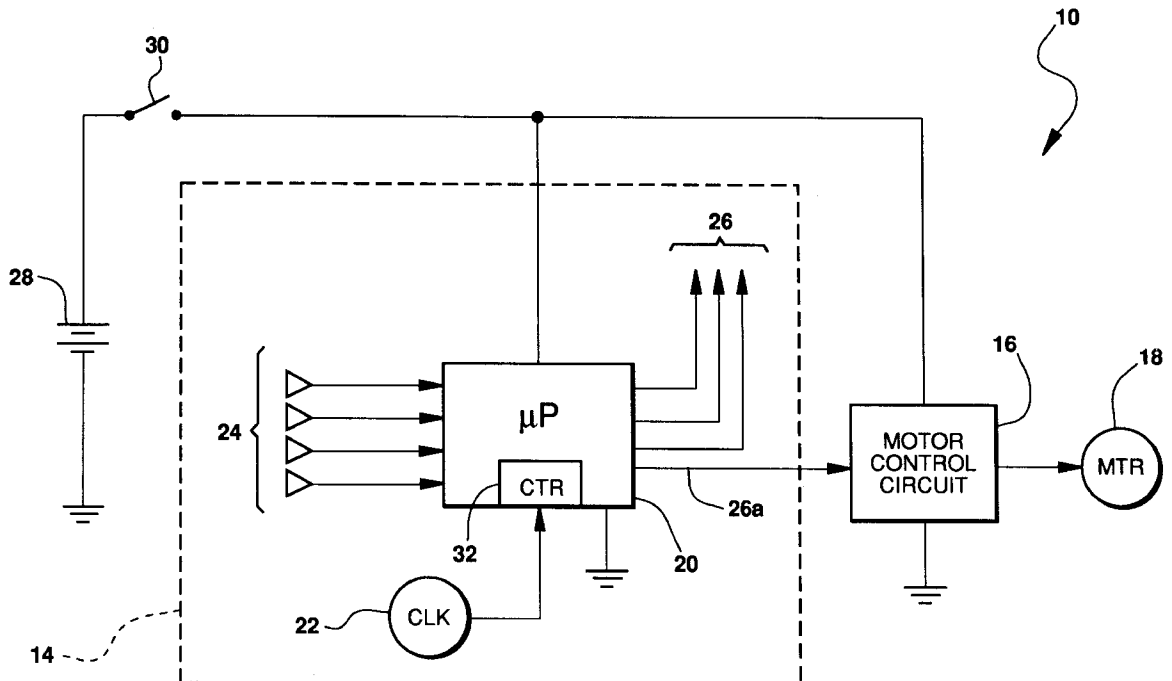 10
30
26
28
16
18
24
µP
MOTOR
CONTROL
CIRCUIT
MTR
CTR
26a
32
20
22
CLK
14